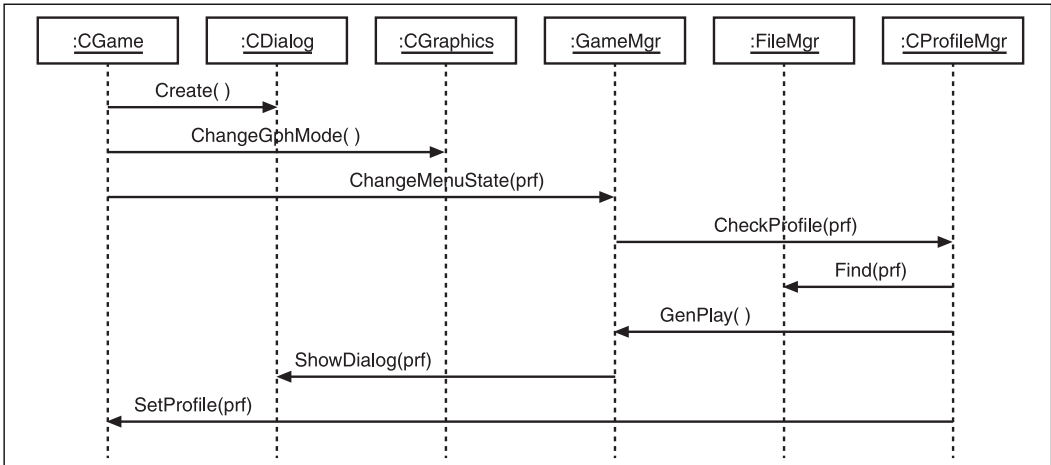 :CGame :CDialog :CGraphics :GameMgr :FileMgr :CProfileMgr
Create( )
ChangeGphMode( )
ChangeMenuState(prf)
CheckProfile(prf)
Find(prf)
GenPlay( )
ShowDialog(prf)
SetProfile(prf)